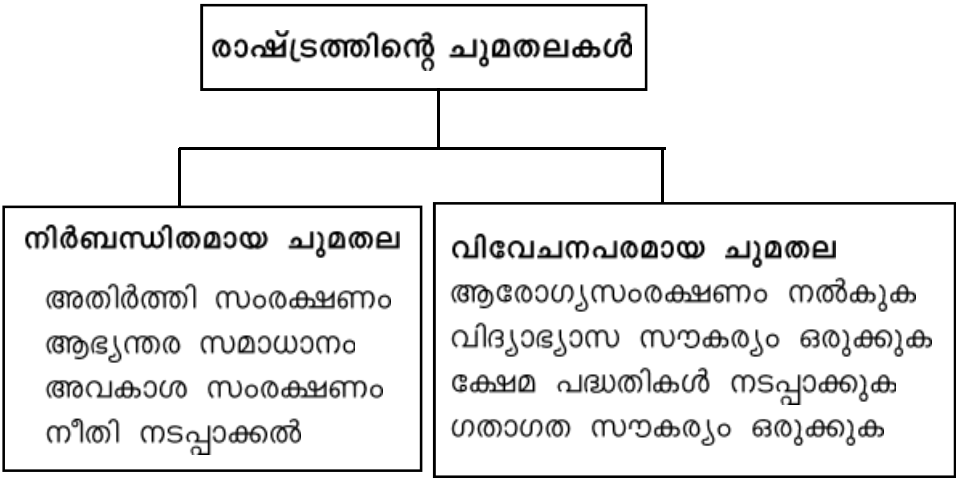 രാഷ്ട്രത്തിന്റെ ചുമതലകൾ
നിർബന്ധിതമായ ചുമതല
അതിർത്തി സംരക്ഷണം
ആഭ്യന്തര സമാധാനം
അവകാശ സംരക്ഷണം
നീതി നടപ്പാക്കൽ
വിവേചനപരമായ ചുമതല
ആരോഗ്യസംരക്ഷണം നൽകുക
വിദ്യാഭ്യാസ സൗകര്യം ഒരുക്കുക
ക്ഷേമ പദ്ധതികൾ നടപ്പാക്കുക
ഗതാഗത സൗകര്യം ഒരുക്കുക